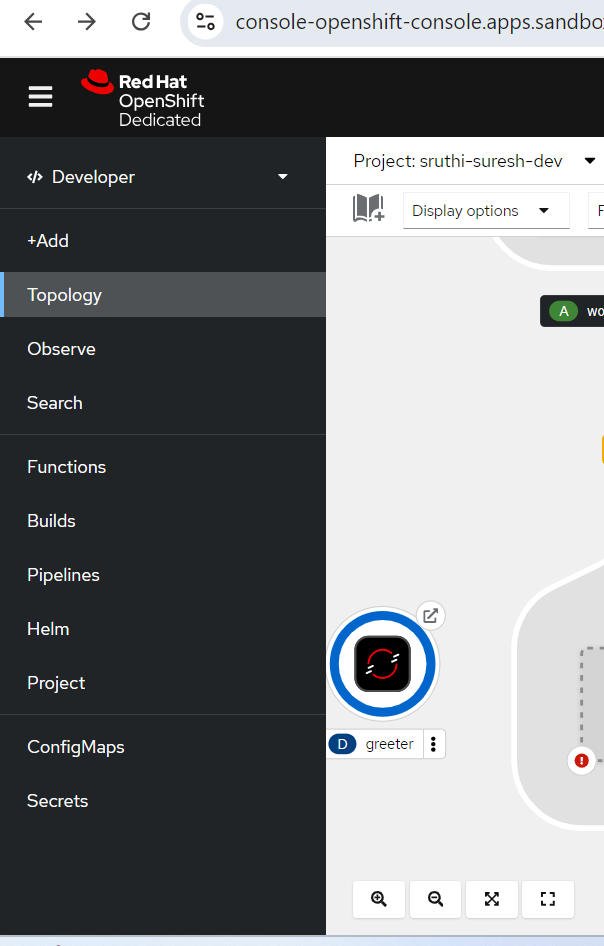 console-openshift-console.apps.sandbo
Red Hat
OpenShift
Dedicated
Developer
Project: sruthi-suresh-dev
+Add
Display options
F
Topology
A wo
Observe
Search
Functions
Builds
Pipelines
Helm
Project
D greeter
ConfigMaps
Secrets